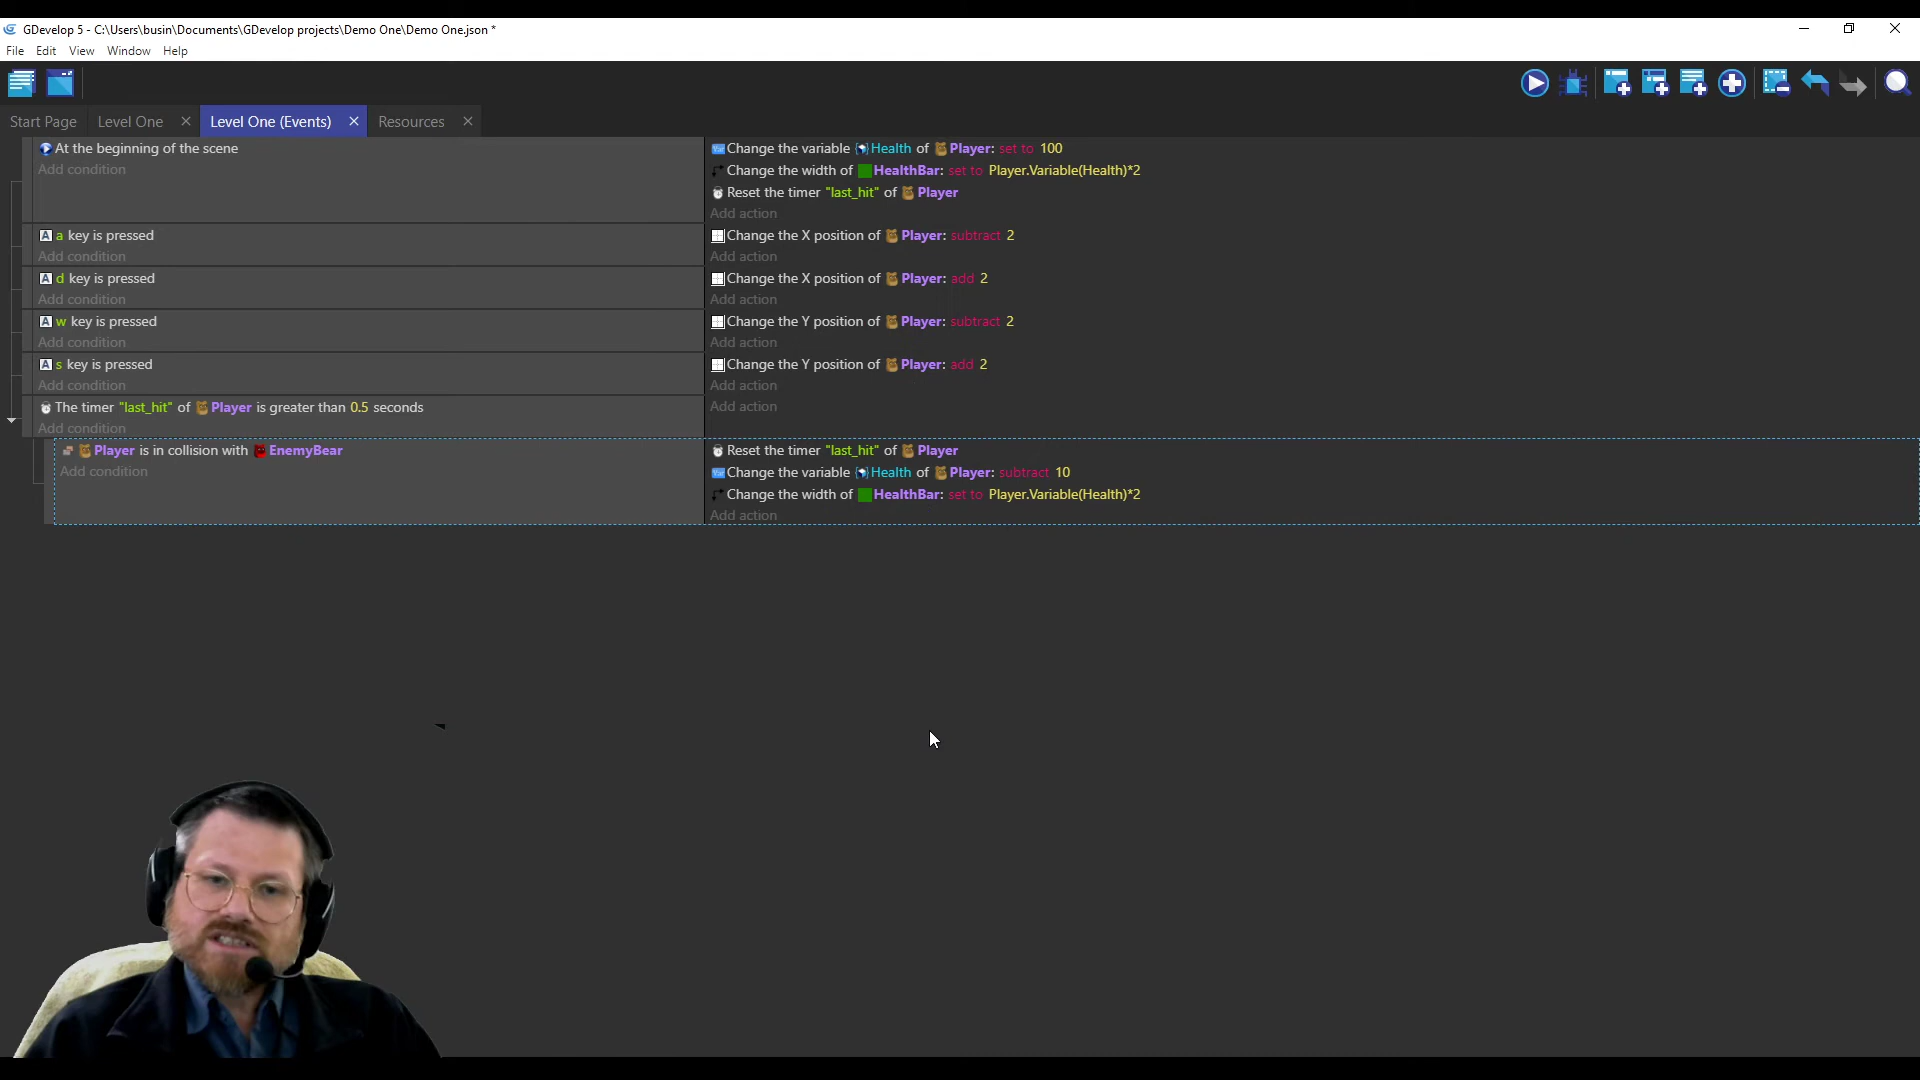 GDevelop 5 - C:\Users\busin\Documents\GDevelop projects\Demo One\Demo One.json *
File Edit View Window Help
Start Page Level One Level One (Events) Resources
At the beginning of the scene
Add condition
Change the variable Health of Player: set to 100
Change the width of HealthBar: set to Player.Variable(Health)*2
Reset the timer "last_hit" of Player
Add action
a key is pressed
Add condition
Change the X position of Player: subtract 2
Add action
d key is pressed
Add condition
Change the X position of Player: add 2
Add action
w key is pressed
Add condition
Change the Y position of Player: subtract 2
Add action
s key is pressed
Add condition
Change the Y position of Player: add 2
Add action
The timer "last_hit" of Player is greater than 0.5 seconds
Add condition
Add action
Player is in collision with EnemyBear
Add condition
Reset the timer "last_hit" of Player
Change the variable Health of Player: subtract 10
Change the width of HealthBar: set to Player.Variable(Health)*2
Add action